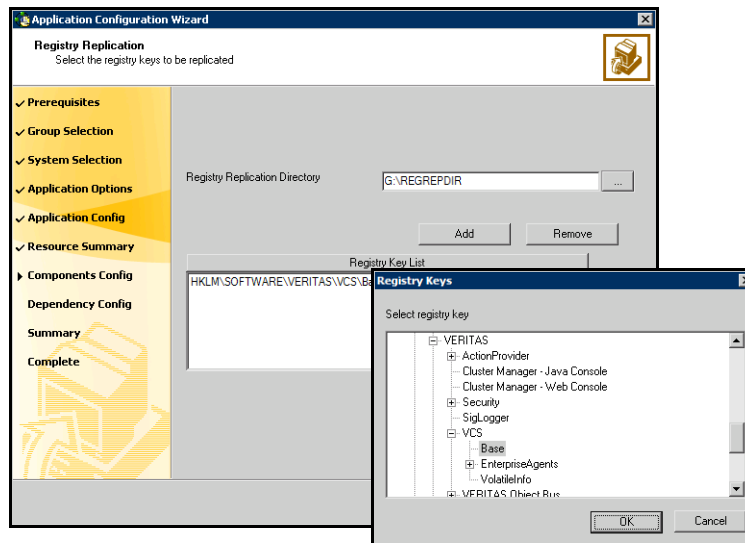 Application Configuration Wizard
Registry Replication
Select the registry keys to be replicated
Prerequisites
Group Selection
System Selection
Application Options
Application Config
Resource Summary
Components Config
Dependency Config
Summary
Complete
Registry Replication Directory
G:\REGREPDIR
...
Add
Remove
Registry Key List
HKLM\SOFTWARE\VERITAS\VCS\Ba
Registry Keys
Select registry key
VERITAS
ActionProvider
Cluster Manager - Java Console
Cluster Manager - Web Console
Security
SigLogger
VCS
Base
EnterpriseAgents
VolatileInfo
VERITAS Object Bus
OK
Cancel